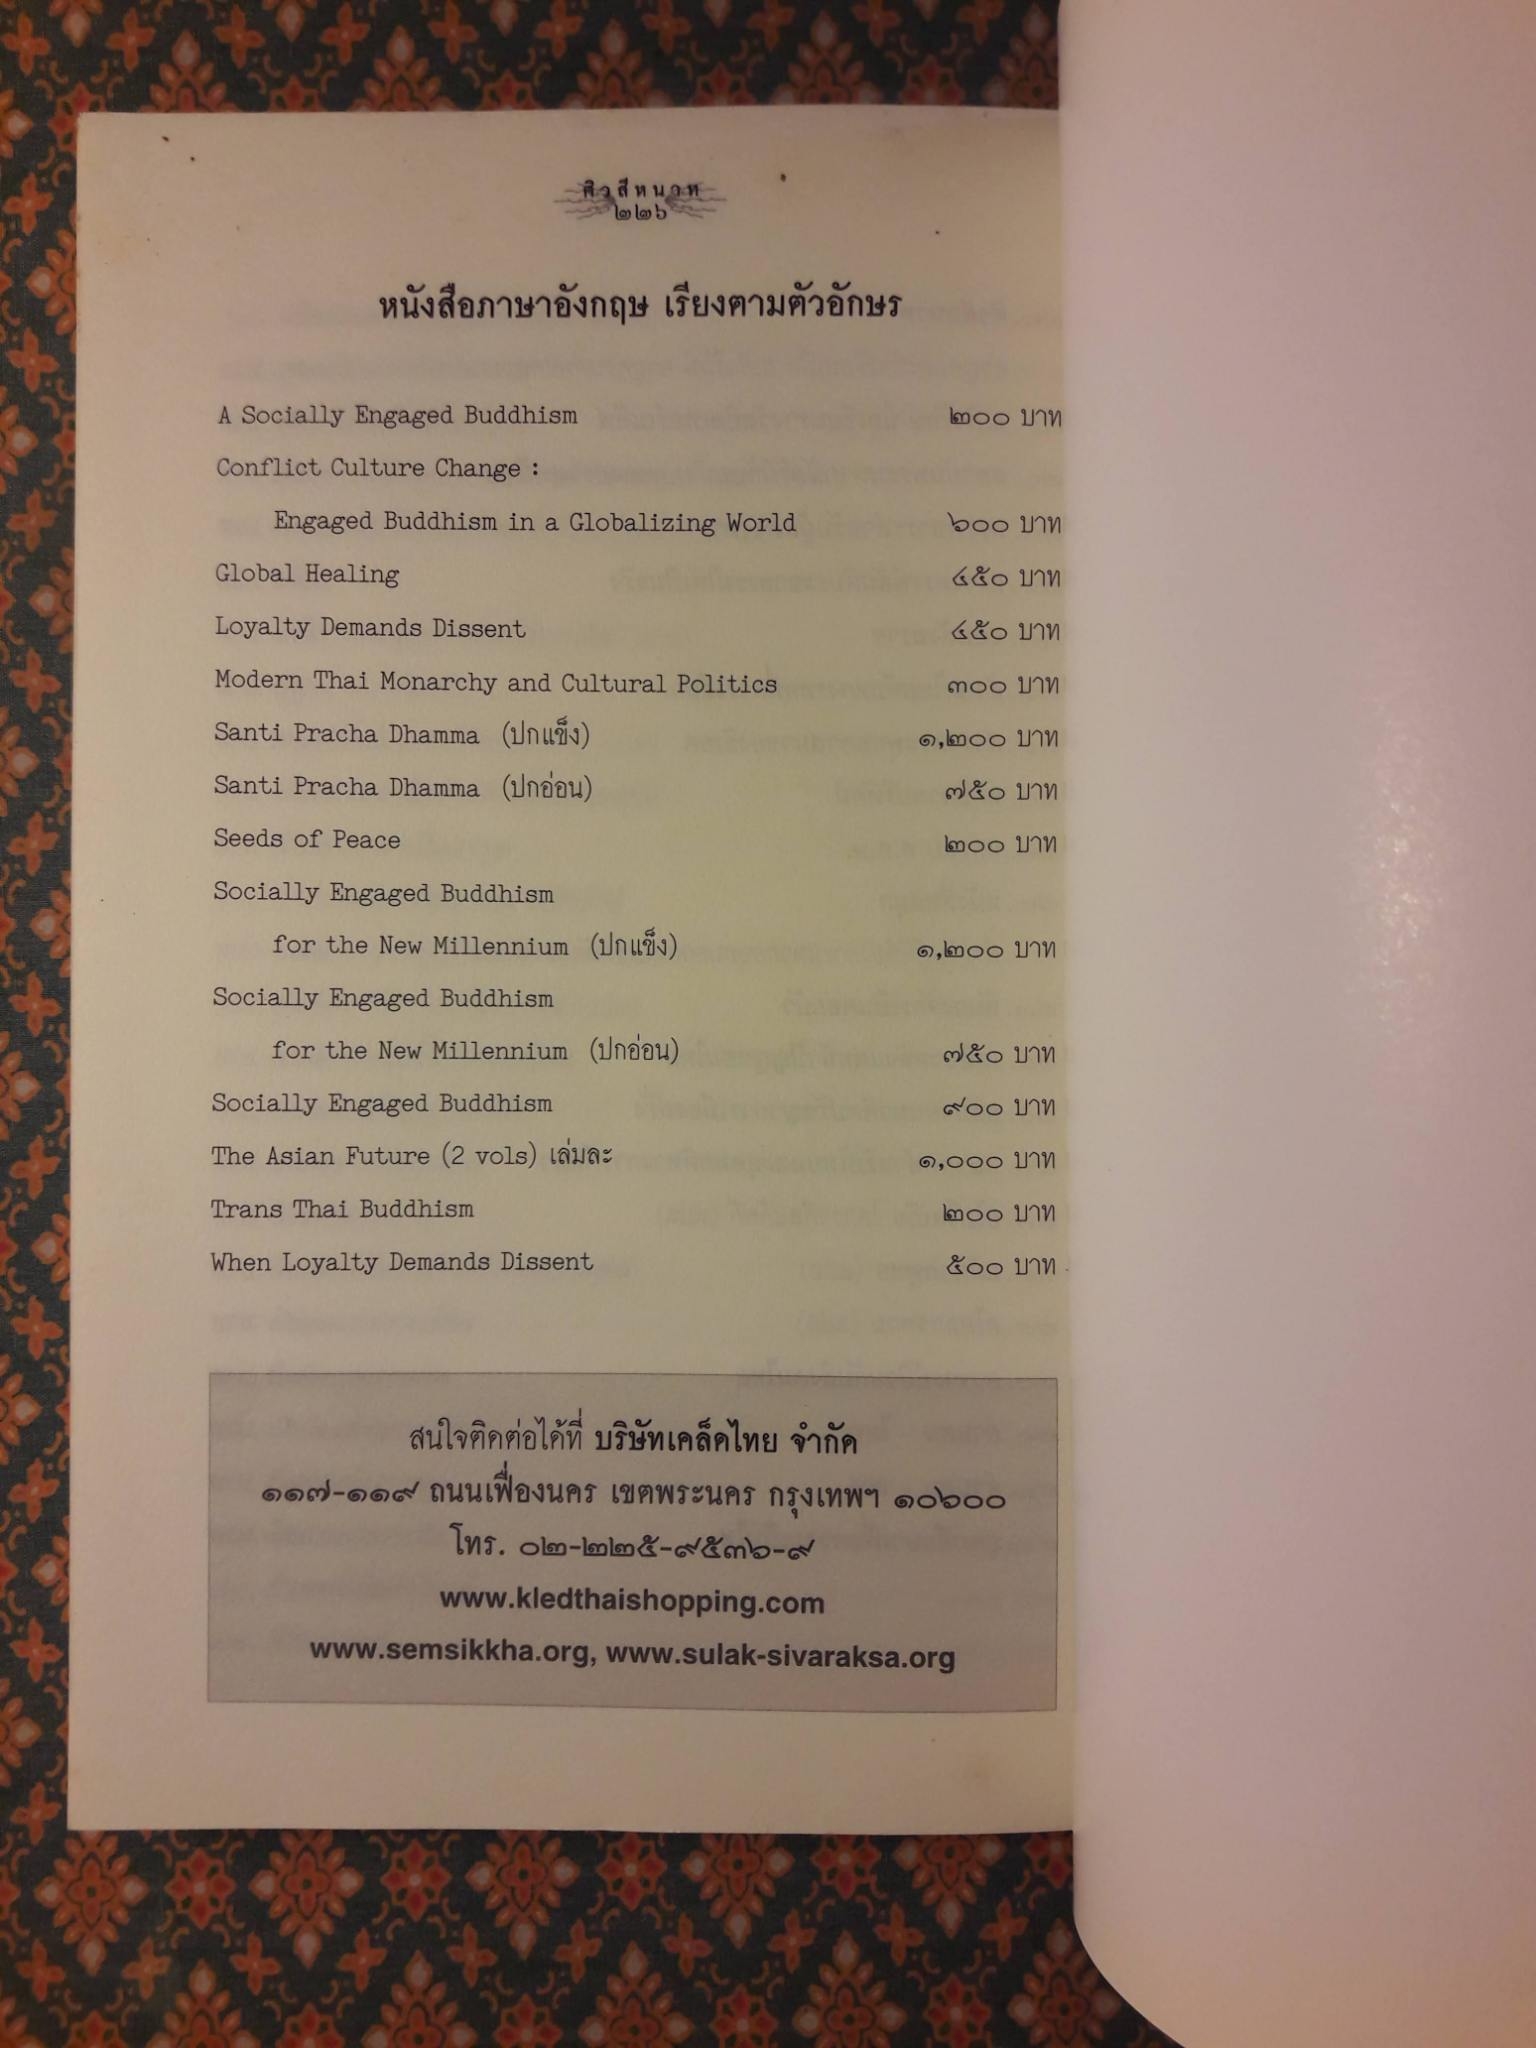 ศิวสีหนาท
๒๒๖
หนังสือภาษาอังกฤษ เรียงตามตัวอักษร
A Socially Engaged Buddhism ๒๐๐ บาท
Conflict Culture Change :
Engaged Buddhism in a Globalizing World ๖๐๐ บาท
Global Healing ๔๕๐ บาท
Loyalty Demands Dissent ๔๕๐ บาท
Modern Thai Monarchy and Cultural Politics ๓๐๐ บาท
Santi Pracha Dhamma (ปกแข็ง) ๑,๒๐๐ บาท
Santi Pracha Dhamma (ปกอ่อน) ๗๕๐ บาท
Seeds of Peace ๒๐๐ บาท
Socially Engaged Buddhism
for the New Millennium (ปกแข็ง) ๑,๒๐๐ บาท
Socially Engaged Buddhism
for the New Millennium (ปกอ่อน) ๗๕๐ บาท
Socially Engaged Buddhism ๙๐๐ บาท
The Asian Future (2 vols) เล่มละ ๑,๐๐๐ บาท
Trans Thai Buddhism ๒๐๐ บาท
When Loyalty Demands Dissent ๕๐๐ บาท
สนใจติดต่อได้ที่ บริษัทเคล็ดไทย จำกัด
๑๑๗-๑๑๙ ถนนเฟื่องนคร เขตพระนคร กรุงเทพฯ ๑๐๖๐๐
โทร. ๐๒-๒๒๕-๙๕๓๖-๙
www.kledthaishopping.com
www.semsikkha.org, www.sulak-sivaraksa.org